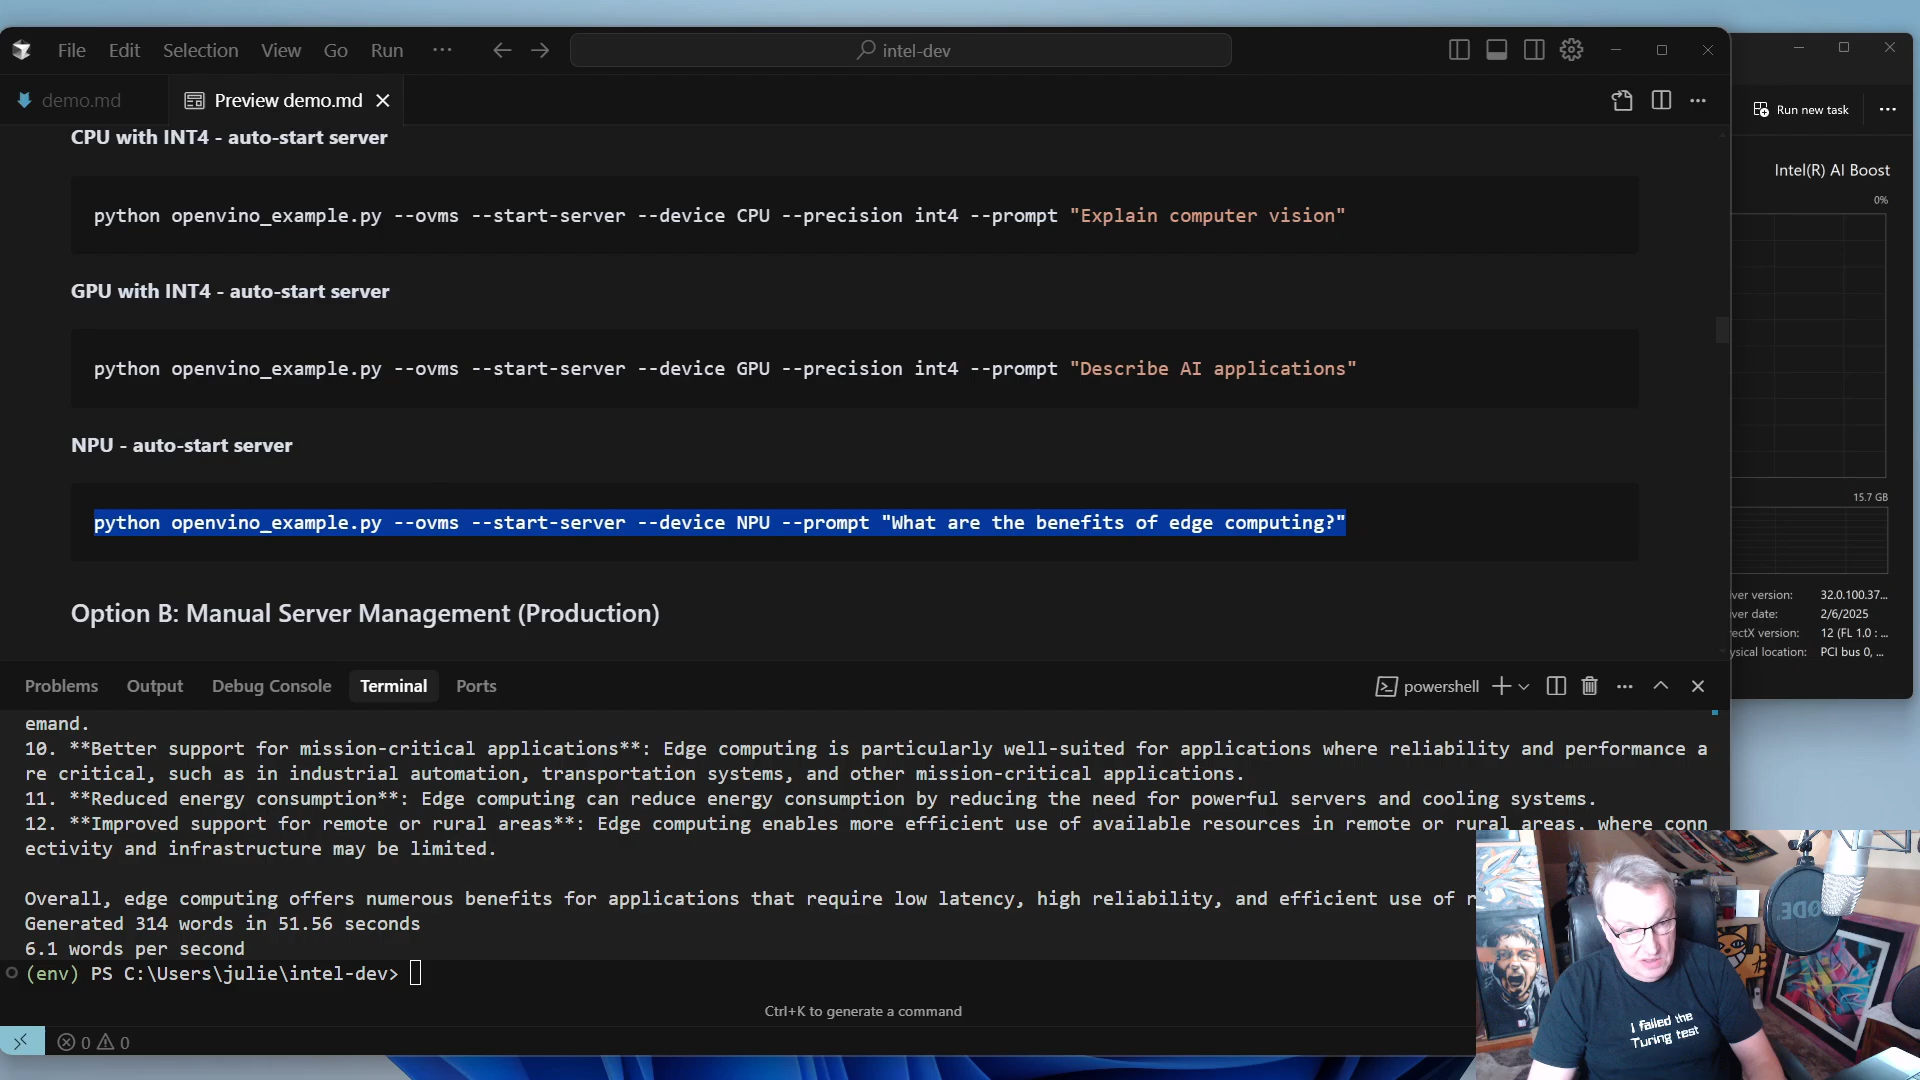 File Edit Selection View Go Run ··· intel-dev
demo.md Preview demo.md
Run new task
CPU with INT4 - auto-start server
Intel(R) AI Boost
0%
python openvino_example.py --ovms --start-server --device CPU --precision int4 --prompt "Explain computer vision"
GPU with INT4 - auto-start server
python openvino_example.py --ovms --start-server --device GPU --precision int4 --prompt "Describe AI applications"
NPU - auto-start server
15.7 GB
python openvino_example.py --ovms --start-server --device NPU --prompt "What are the benefits of edge computing?"
ver version: 32.0.100.37...
ver date: 2/6/2025
ectX version: 12 (FL 1.0 : ...
ysical location: PCI bus 0, ...
Option B: Manual Server Management (Production)
Problems Output Debug Console Terminal Ports powershell
emand.
10. **Better support for mission-critical applications**: Edge computing is particularly well-suited for applications where reliability and performance a
re critical, such as in industrial automation, transportation systems, and other mission-critical applications.
11. **Reduced energy consumption**: Edge computing can reduce energy consumption by reducing the need for powerful servers and cooling systems.
12. **Improved support for remote or rural areas**: Edge computing enables more efficient use of available resources in remote or rural areas, where conn
ectivity and infrastructure may be limited.
Overall, edge computing offers numerous benefits for applications that require low latency, high reliability, and efficient use of r
Generated 314 words in 51.56 seconds
6.1 words per second
(env) PS C:\Users\julie\intel-dev>
Ctrl+K to generate a command
0 0
I failed the
Turing test